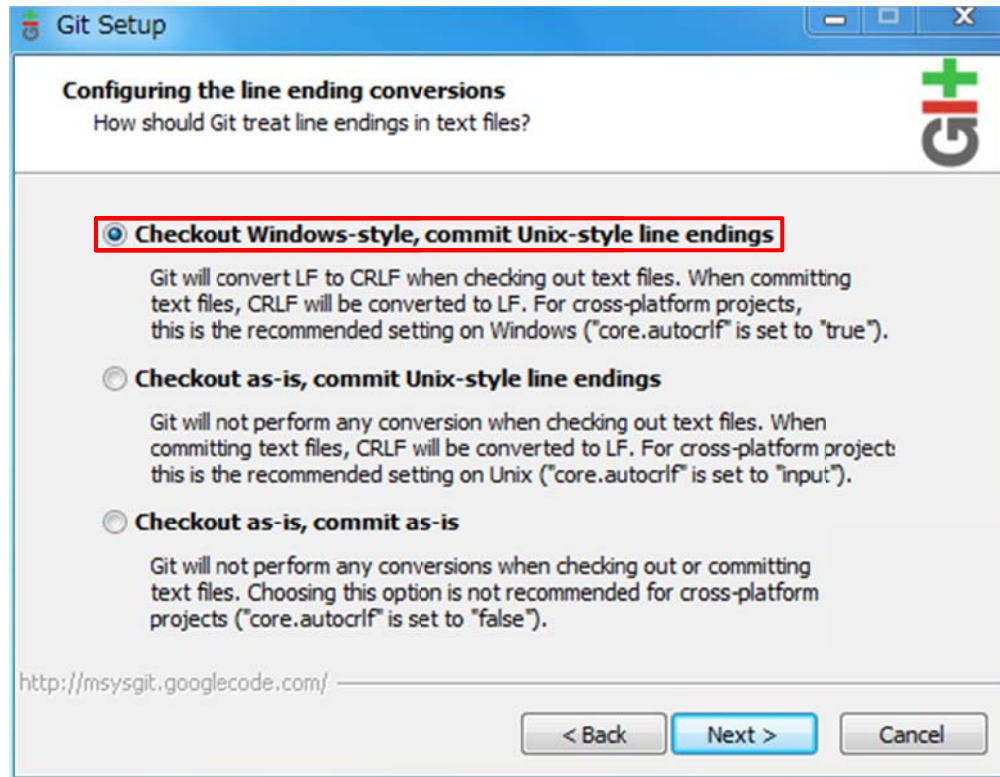 Git Setup
Configuring the line ending conversions
How should Git treat line endings in text files?
Git
Checkout Windows-style, commit Unix-style line endings
Git will convert LF to CRLF when checking out text files. When committing
text files, CRLF will be converted to LF. For cross-platform projects,
this is the recommended setting on Windows ("core.autocrlf" is set to "true").
Checkout as-is, commit Unix-style line endings
Git will not perform any conversion when checking out text files. When
committing text files, CRLF will be converted to LF. For cross-platform project:
this is the recommended setting on Unix ("core.autocrlf" is set to "input").
Checkout as-is, commit as-is
Git will not perform any conversions when checking out or committing
text files. Choosing this option is not recommended for cross-platform
projects ("core.autocrlf" is set to "false").
http://msysgit.googlecode.com/
< Back
Next >
Cancel